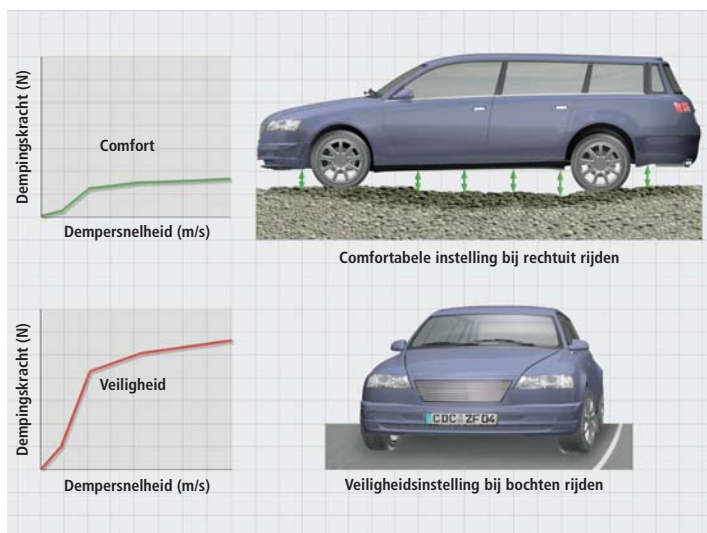 Dempingskracht (N)
Comfort
Dempersnelheid (m/s)
Comfortabele instelling bij rechtuit rijden
Dempingskracht (N)
Veiligheid
Dempersnelheid (m/s)
CDC ZF 04
Veiligheidsinstelling bij bochten rijden